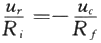 u_r/R_i = − u_c/R_f